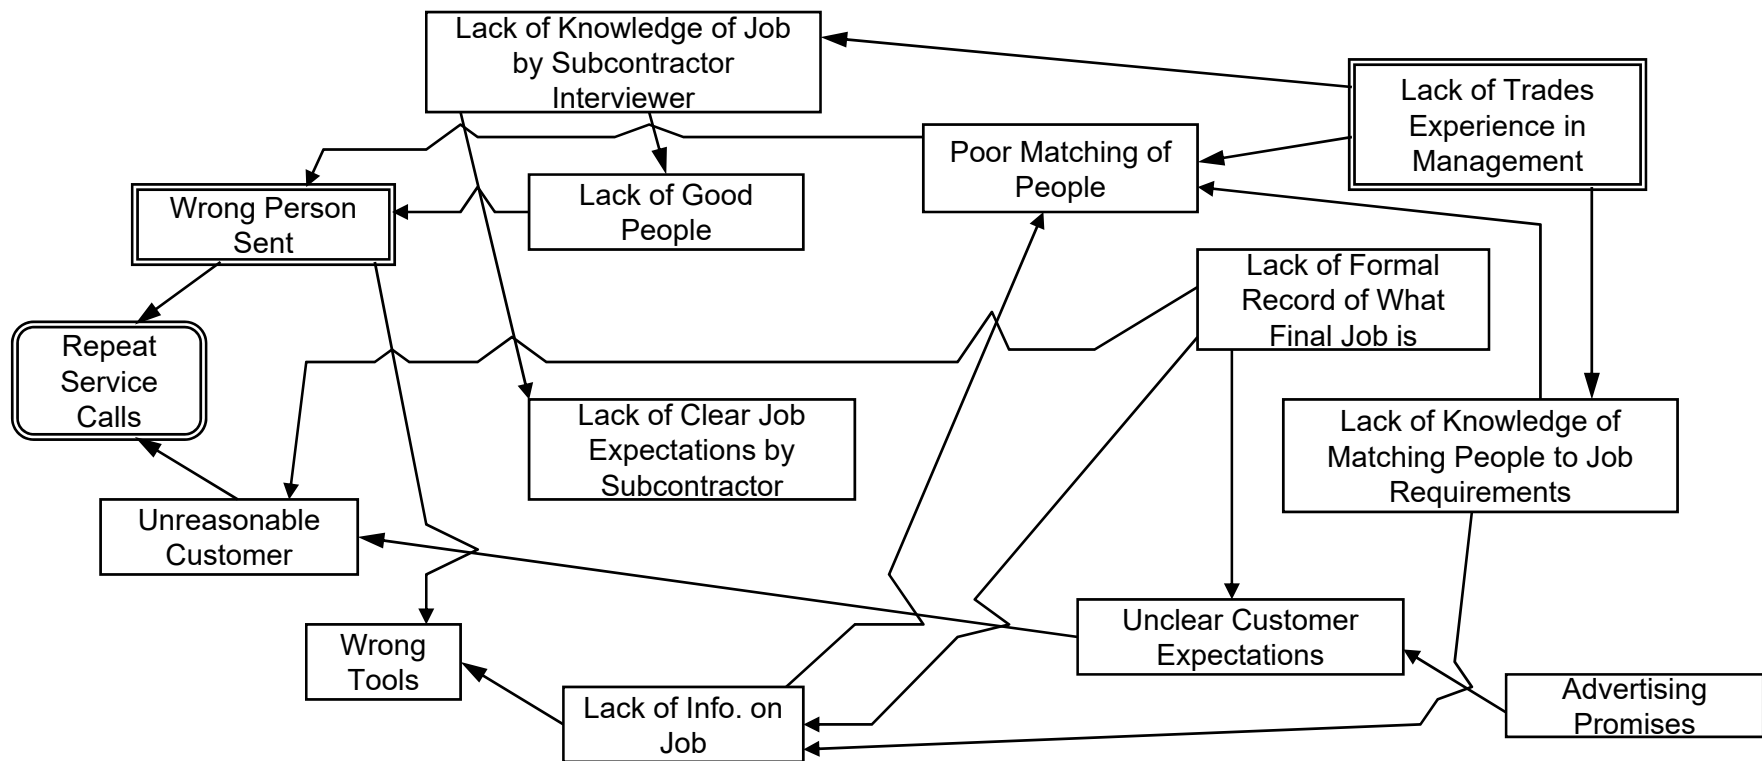 Lack of Knowledge of Job
by Subcontractor
Interviewer
Lack of Trades
Experience in
Management
Poor Matching of
People
Lack of Good
People
Wrong Person
Sent
Lack of Formal
Record of What
Final Job is
Repeat
Service
Calls
Lack of Clear Job
Expectations by
Subcontractor
Lack of Knowledge of
Matching People to Job
Requirements
Unreasonable
Customer
Unclear Customer
Expectations
Wrong
Tools
Lack of Info. on
Job
Advertising
Promises